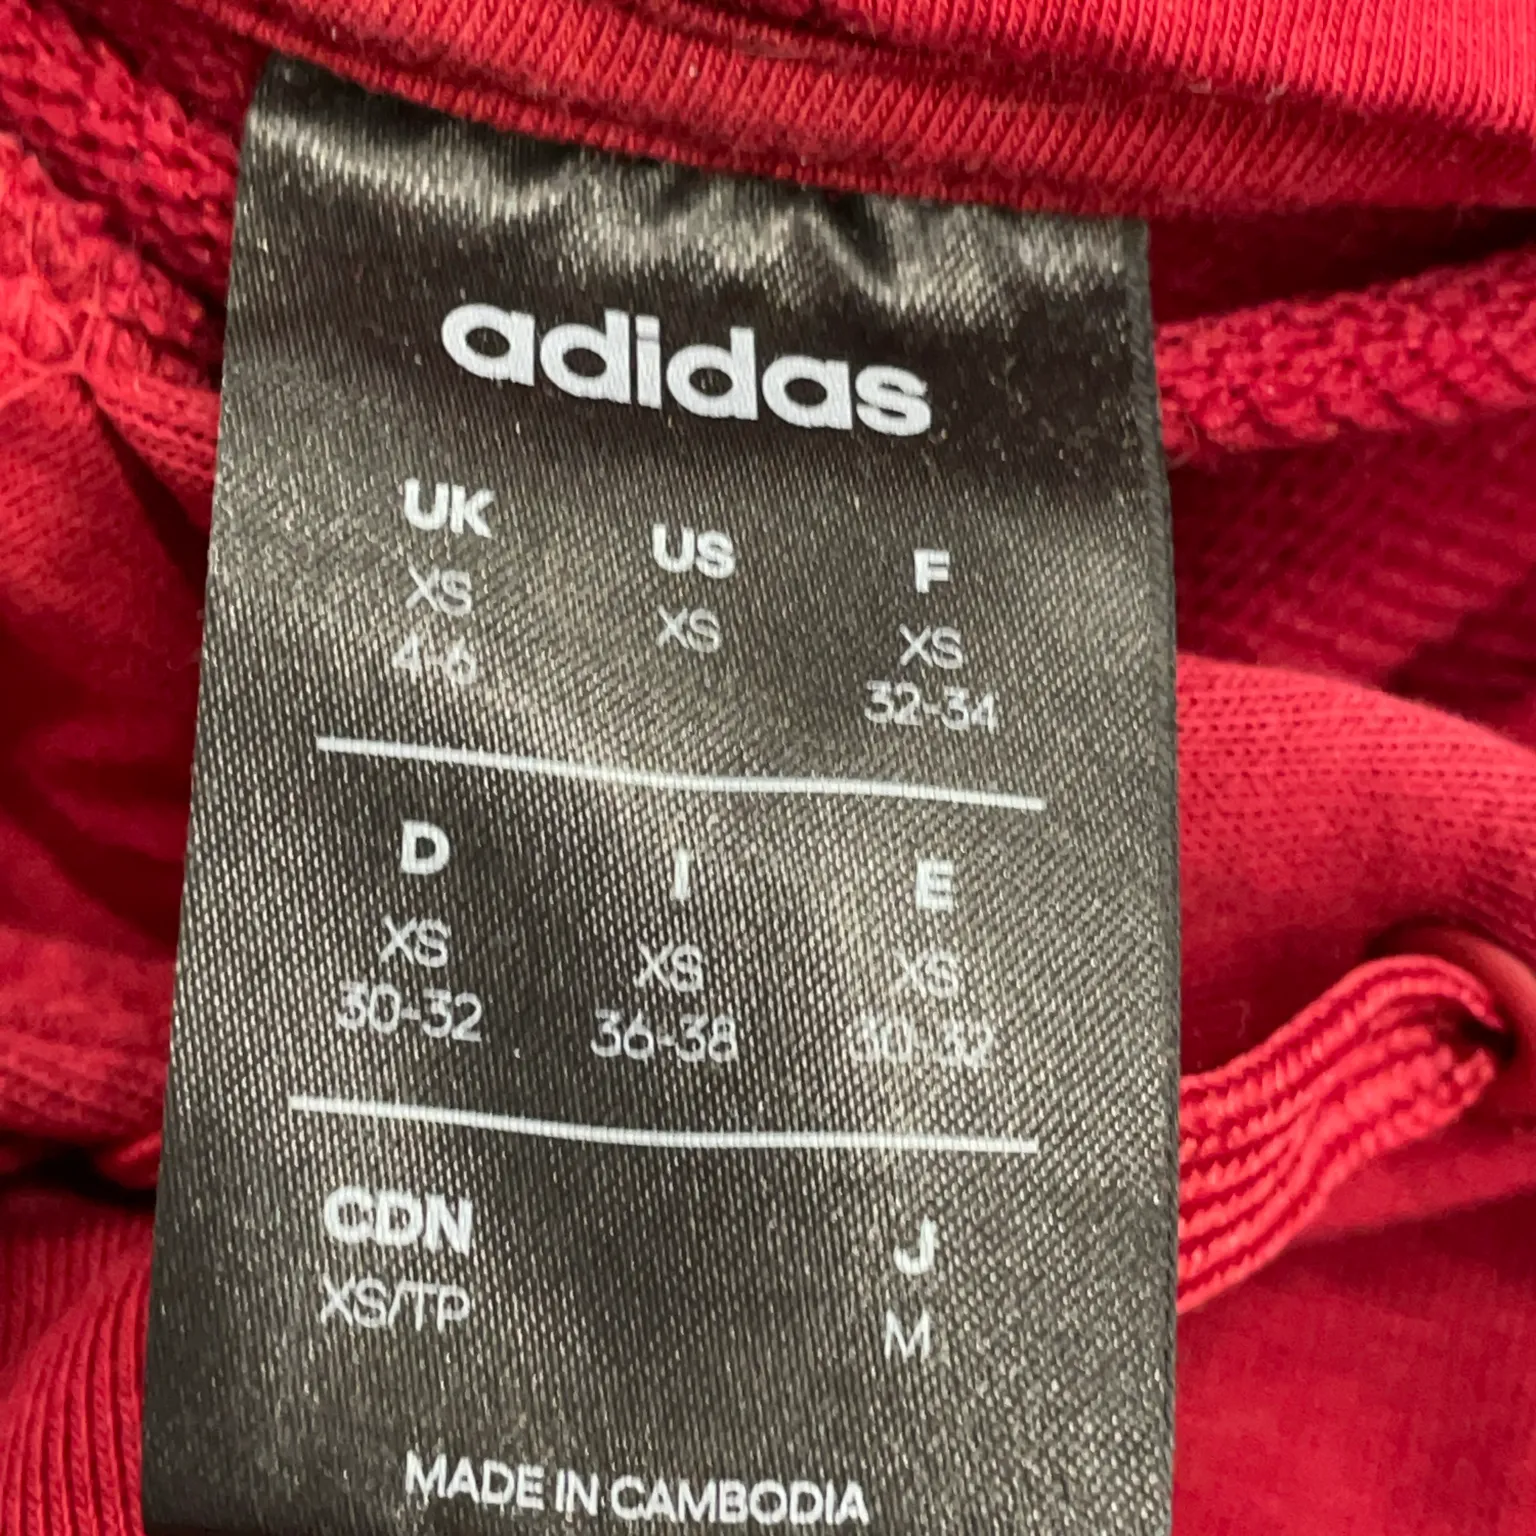 adidas
UK US F
XS XS XS
4-6 32-34
D I E
XS XS XS
30-32 36-38 30-32
CDN J
XS/TP M
MADE IN CAMBODIA